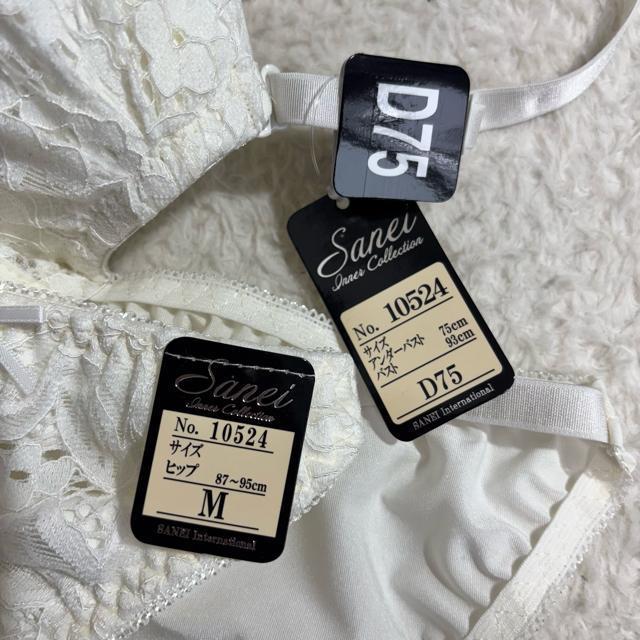 D75
Sanei
Inner Collection
No. 10524
サイズ
アンダーバスト 75cm
バスト 93cm
D75
SANEI International
Sanei
Inner Collection
No. 10524
サイズ
ヒップ 87~95cm
M
SANEI International